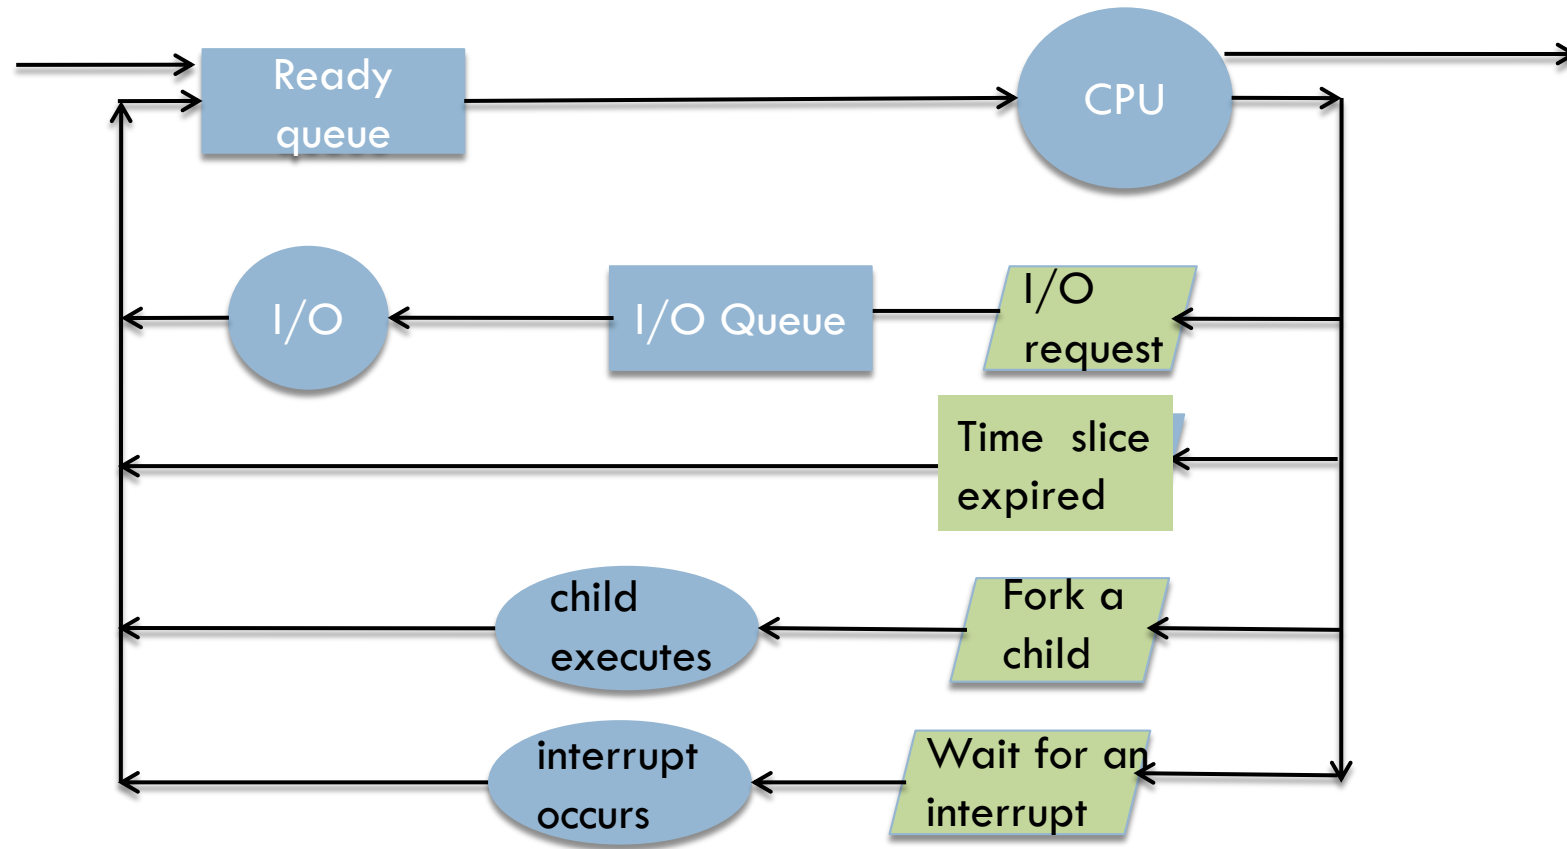 Ready
queue
CPU
I/O
I/O Queue
I/O
request
Time slice
expired
child
executes
Fork a
child
interrupt
occurs
Wait for an
interrupt